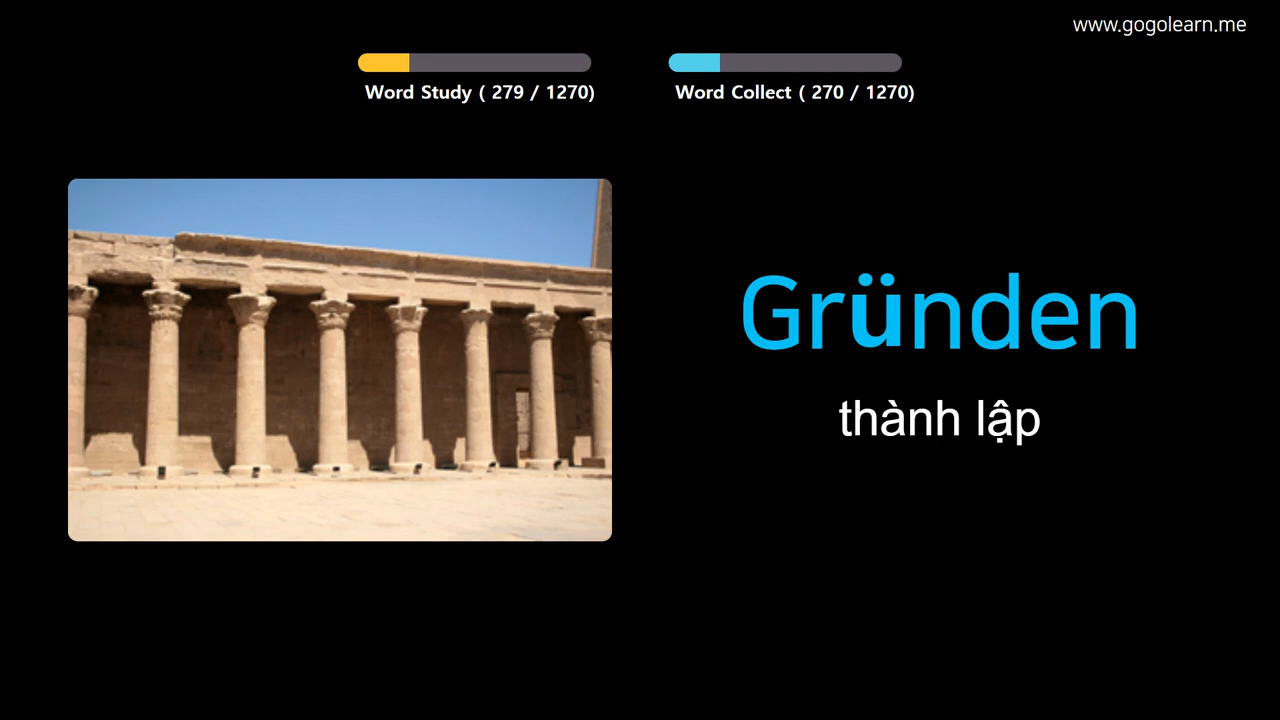 www.gogolearn.me
Word Study ( 279 / 1270)
Word Collect ( 270 / 1270)
Gründen
thành lập